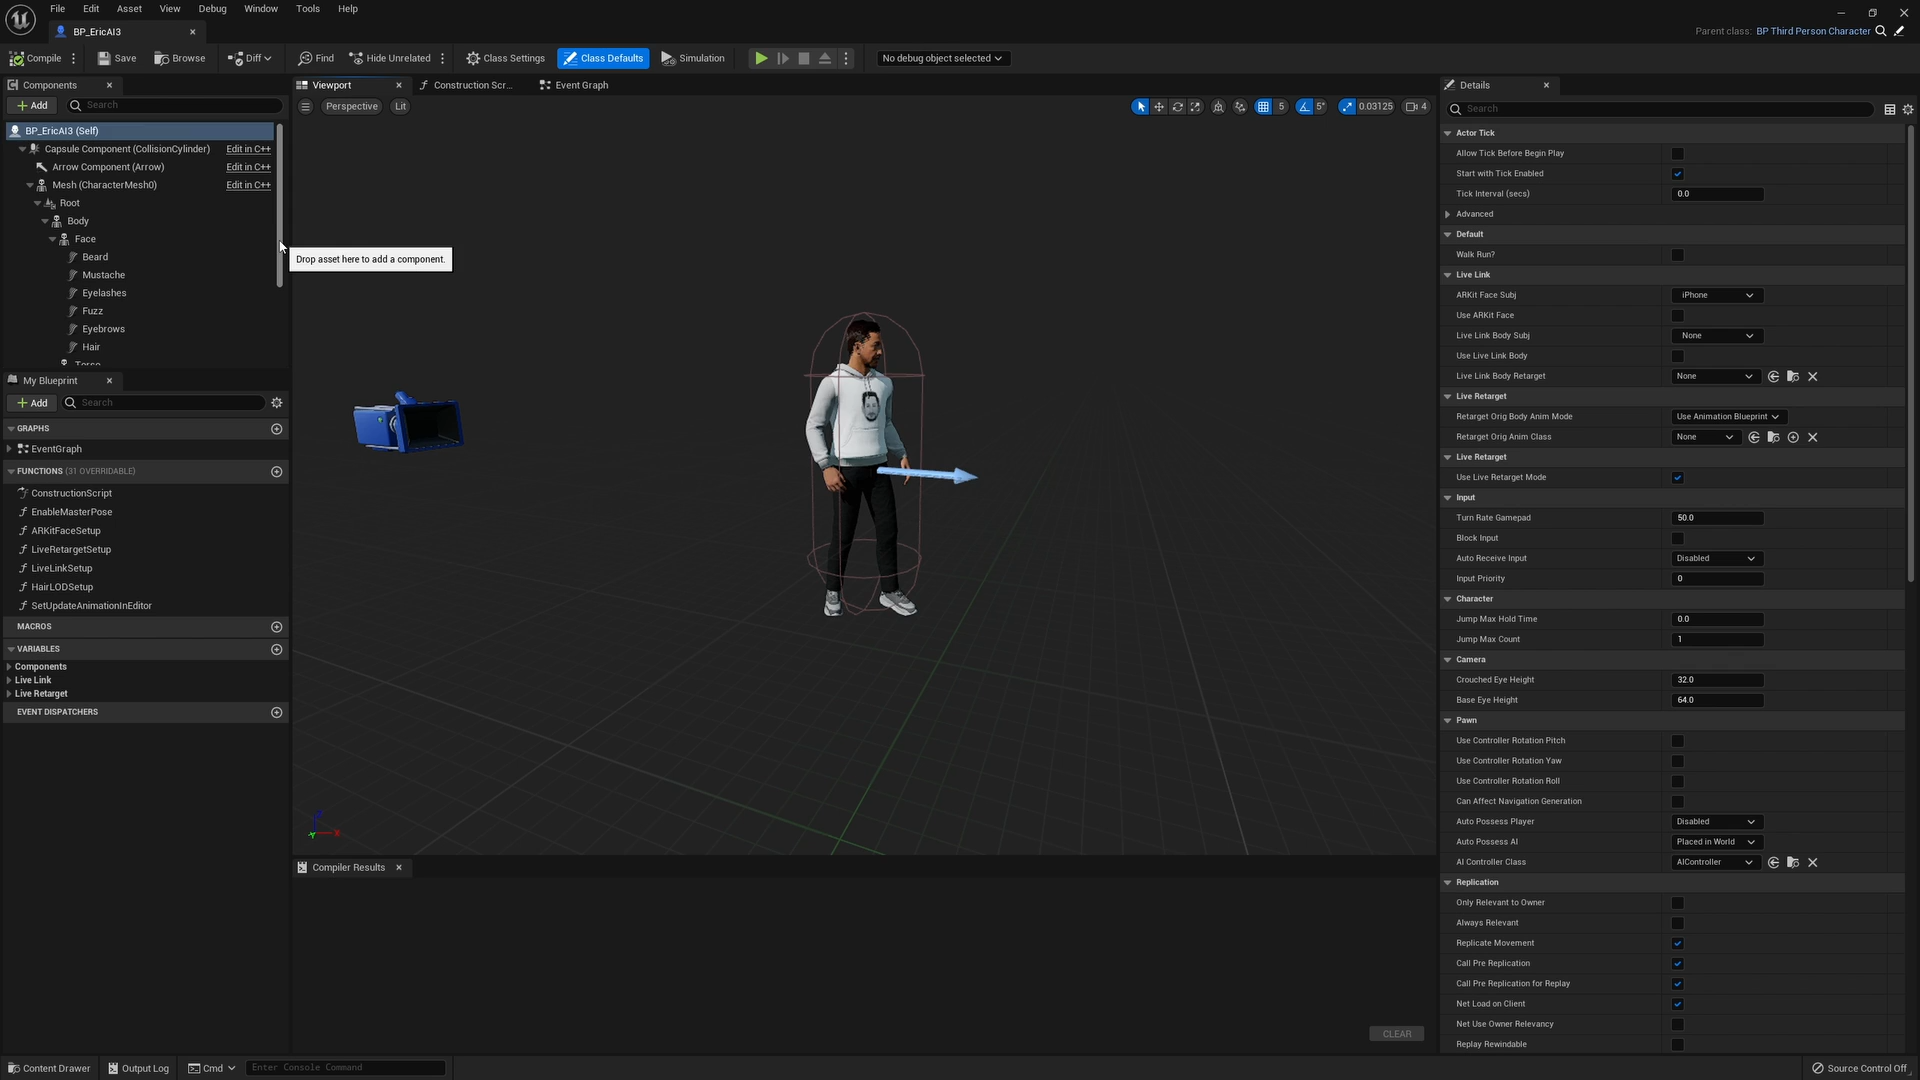 File Edit Asset View Debug Window Tools Help
BP_EricAI3
Parent class: BP Third Person Character
Compile Save Browse Diff Find Hide Unrelated Class Settings Class Defaults Simulation No debug object selected
Components
Add Search
BP_EricAI3 (Self)
Capsule Component (CollisionCylinder) Edit in C++
Arrow Component (Arrow) Edit in C++
Mesh (CharacterMesh0) Edit in C++
Root
Body
Face
Beard
Mustache
Eyelashes
Fuzz
Eyebrows
Hair
Torso
My Blueprint
Add Search
GRAPHS
EventGraph
FUNCTIONS (31 OVERRIDABLE)
ConstructionScript
EnableMasterPose
ARKitFaceSetup
LiveRetargetSetup
LiveLinkSetup
HairLODSetup
SetUpdateAnimationInEditor
MACROS
VARIABLES
Components
Live Link
Live Retarget
EVENT DISPATCHERS
Viewport Construction Scr... Event Graph
Perspective Lit 5 5° 0.03125 4
Drop asset here to add a component.
Compiler Results
CLEAR
Details
Search
Actor Tick
Allow Tick Before Begin Play
Start with Tick Enabled
Tick Interval (secs) 0.0
Advanced
Default
Walk Run?
Live Link
ARKit Face Subj iPhone
Use ARKit Face
Live Link Body Subj None
Use Live Link Body
Live Link Body Retarget None
Live Retarget
Retarget Orig Body Anim Mode Use Animation Blueprint
Retarget Orig Anim Class None
Live Retarget
Use Live Retarget Mode
Input
Turn Rate Gamepad 50.0
Block Input
Auto Receive Input Disabled
Input Priority 0
Character
Jump Max Hold Time 0.0
Jump Max Count 1
Camera
Crouched Eye Height 32.0
Base Eye Height 64.0
Pawn
Use Controller Rotation Pitch
Use Controller Rotation Yaw
Use Controller Rotation Roll
Can Affect Navigation Generation
Auto Possess Player Disabled
Auto Possess AI Placed in World
AI Controller Class AIController
Replication
Only Relevant to Owner
Always Relevant
Replicate Movement
Call Pre Replication
Call Pre Replication for Replay
Net Load on Client
Net Use Owner Relevancy
Replay Rewindable
Content Drawer Output Log Cmd Enter Console Command Source Control Off